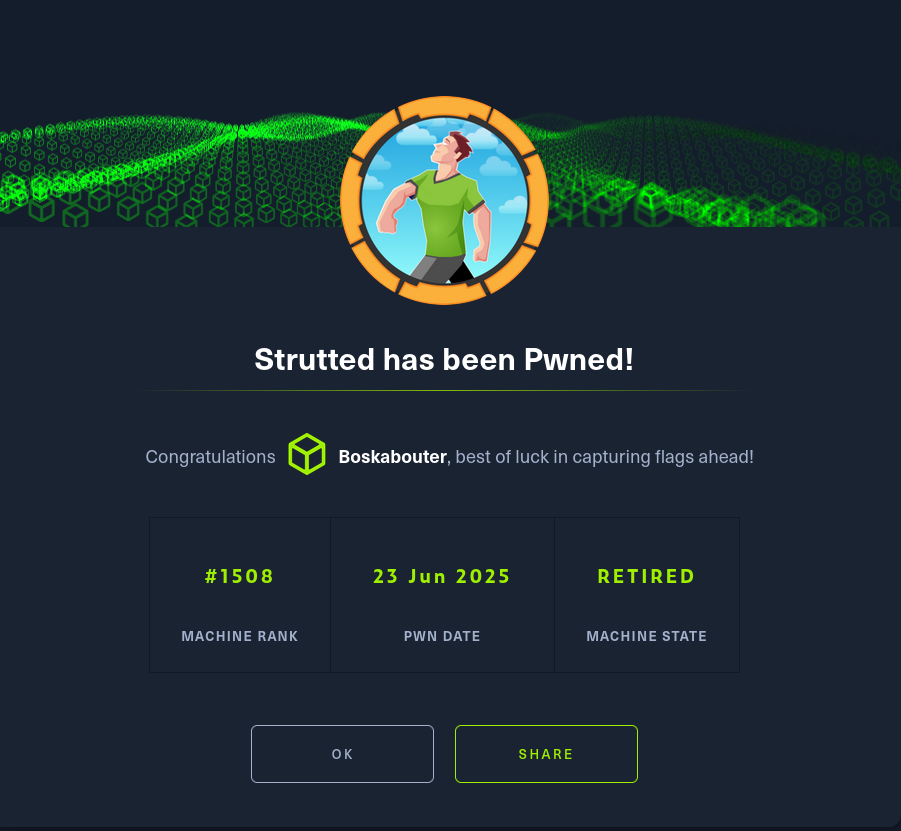 Strutted has been Pwned!
Congratulations Boskabouter, best of luck in capturing flags ahead!
#1508 23 Jun 2025 RETIRED
MACHINE RANK PWN DATE MACHINE STATE
OK SHARE